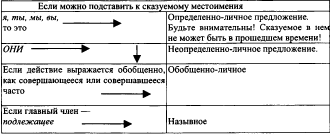 Если можно подставить к сказуемому местоимения
я, ты, мы, вы,
то это
Определенно-личное предложение.
Будьте внимательны! Сказуемое в нем
не может быть в прошедшем времени!
ОНИ
Неопределенно-личное предложение.
Если действие выражается обобщенно,
как совершающееся или совершавшееся
часто
Обобщенно-личное
Если главный член —
подлежащее
Назывное